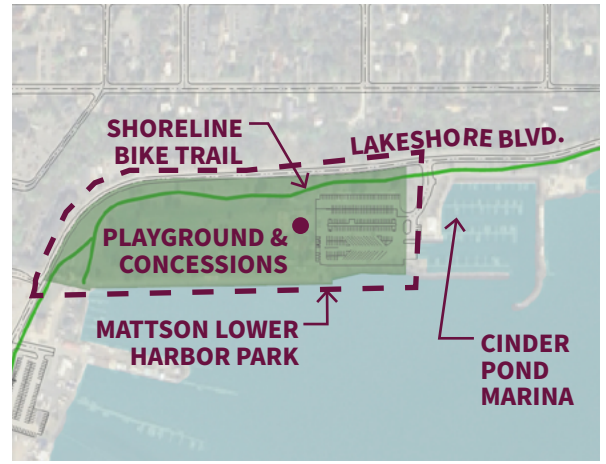 SHORELINE
BIKE TRAIL
LAKESHORE BLVD.
PLAYGROUND &
CONCESSIONS
MATTSON LOWER
HARBOR PARK
CINDER
POND
MARINA